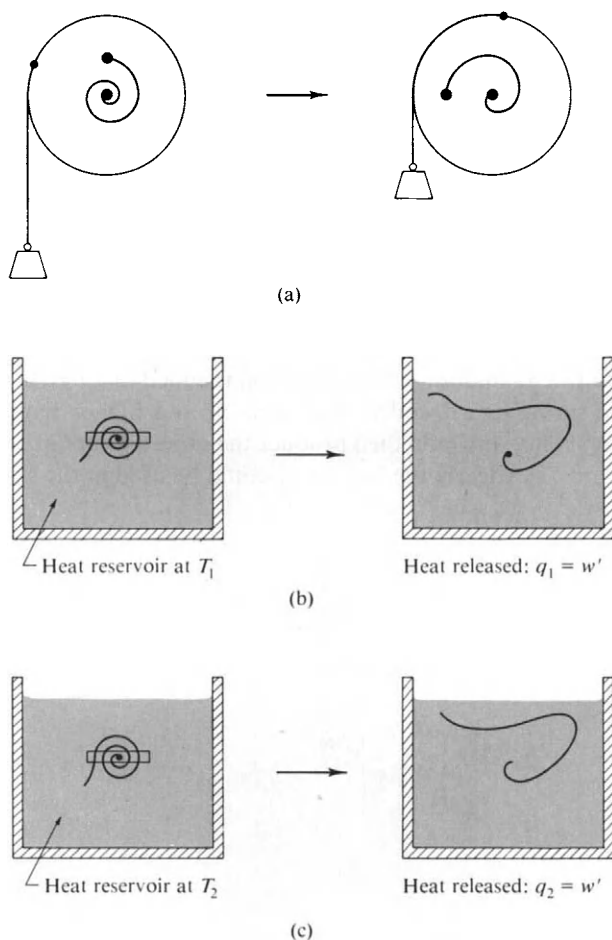 (a)
Heat reservoir at T₁
Heat released: q₁ = w′
(b)
Heat reservoir at T₂
Heat released: q₂ = w′
(c)